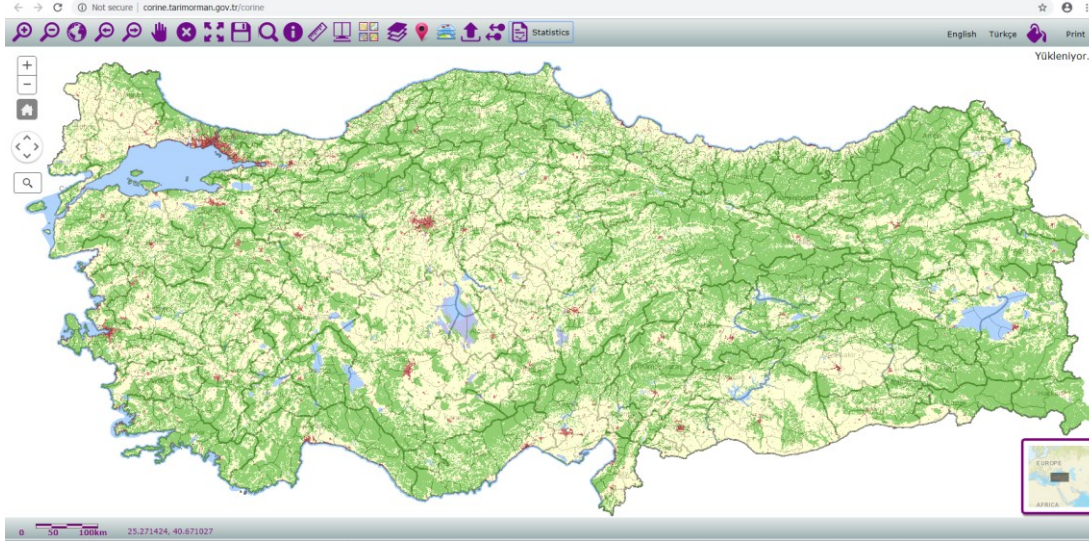 Not secure | corine.tarimorman.gov.tr/corine
Statistics
English Türkçe Print
Yükleniyor.
EUROPE
AFRICA
0 50 100km 25.271424, 40.671027